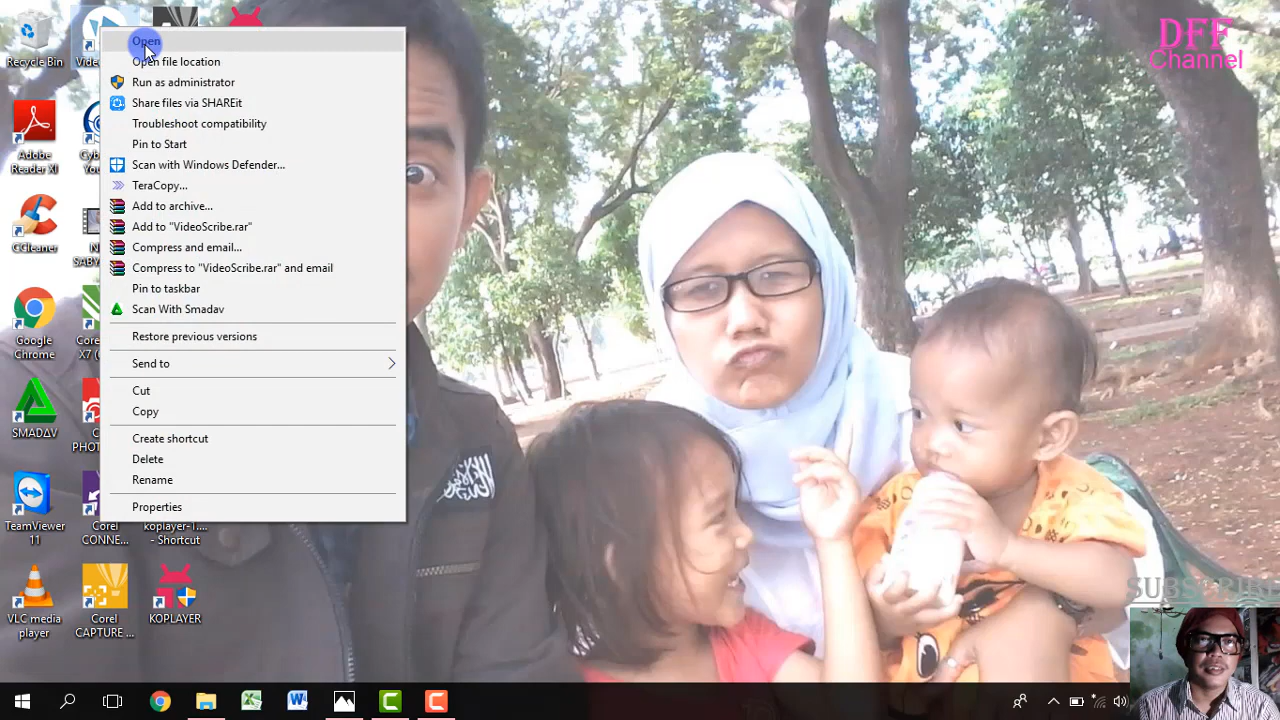 DFF
Channel
Recycle Bin
Open
Open file location
Run as administrator
Share files via SHAREit
Troubleshoot compatibility
Pin to Start
Scan with Windows Defender...
TeraCopy...
Add to archive...
Add to "VideoScribe.rar"
Compress and email...
Compress to "VideoScribe.rar" and email
Pin to taskbar
Scan With Smadav
Restore previous versions
Send to
Cut
Copy
Create shortcut
Delete
Rename
Properties
Adobe
Reader XI
CCleaner
Google
Chrome
SMADΔV
TeamViewer
11
Corel
CONNE...
koplayer-1....
- Shortcut
VLC media
player
Corel
CAPTURE ...
KOPLAYER
SUBSCRIBE